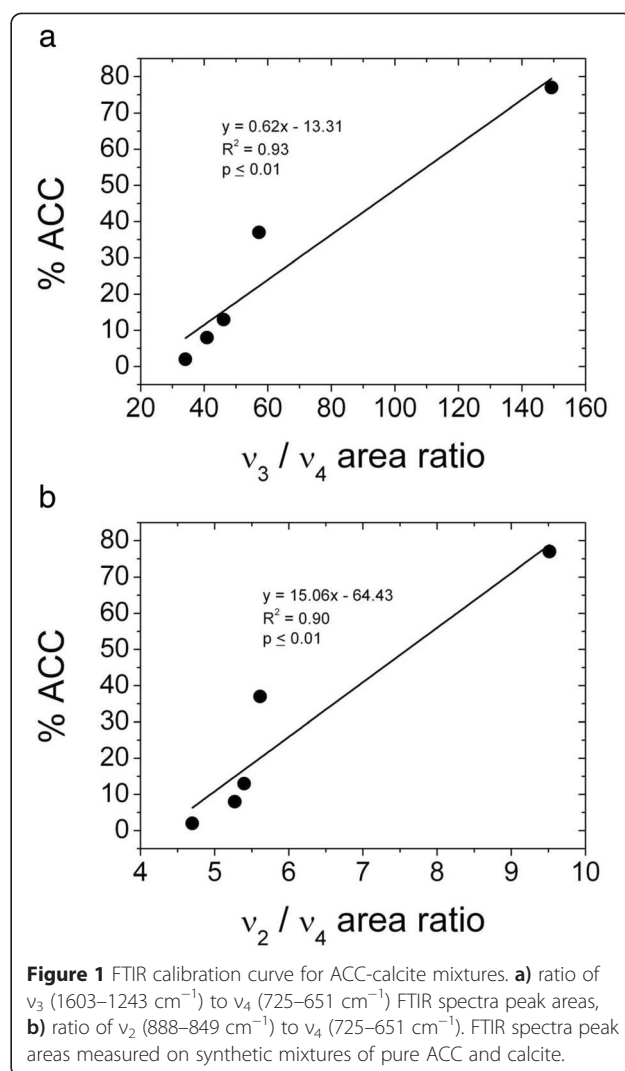 a
80
70
60
50
40
30
20
10
0
% ACC
y = 0.62x - 13.31
R² = 0.93
p ≤ 0.01
20 40 60 80 100 120 140 160
ν₃ / ν₄ area ratio
b
80
70
60
50
40
30
20
10
0
% ACC
y = 15.06x - 64.43
R² = 0.90
p ≤ 0.01
4 5 6 7 8 9 10
ν₂ / ν₄ area ratio
Figure 1 FTIR calibration curve for ACC-calcite mixtures. a) ratio of
ν₃ (1603–1243 cm⁻¹) to ν₄ (725–651 cm⁻¹) FTIR spectra peak areas,
b) ratio of ν₂ (888–849 cm⁻¹) to ν₄ (725–651 cm⁻¹). FTIR spectra peak
areas measured on synthetic mixtures of pure ACC and calcite.